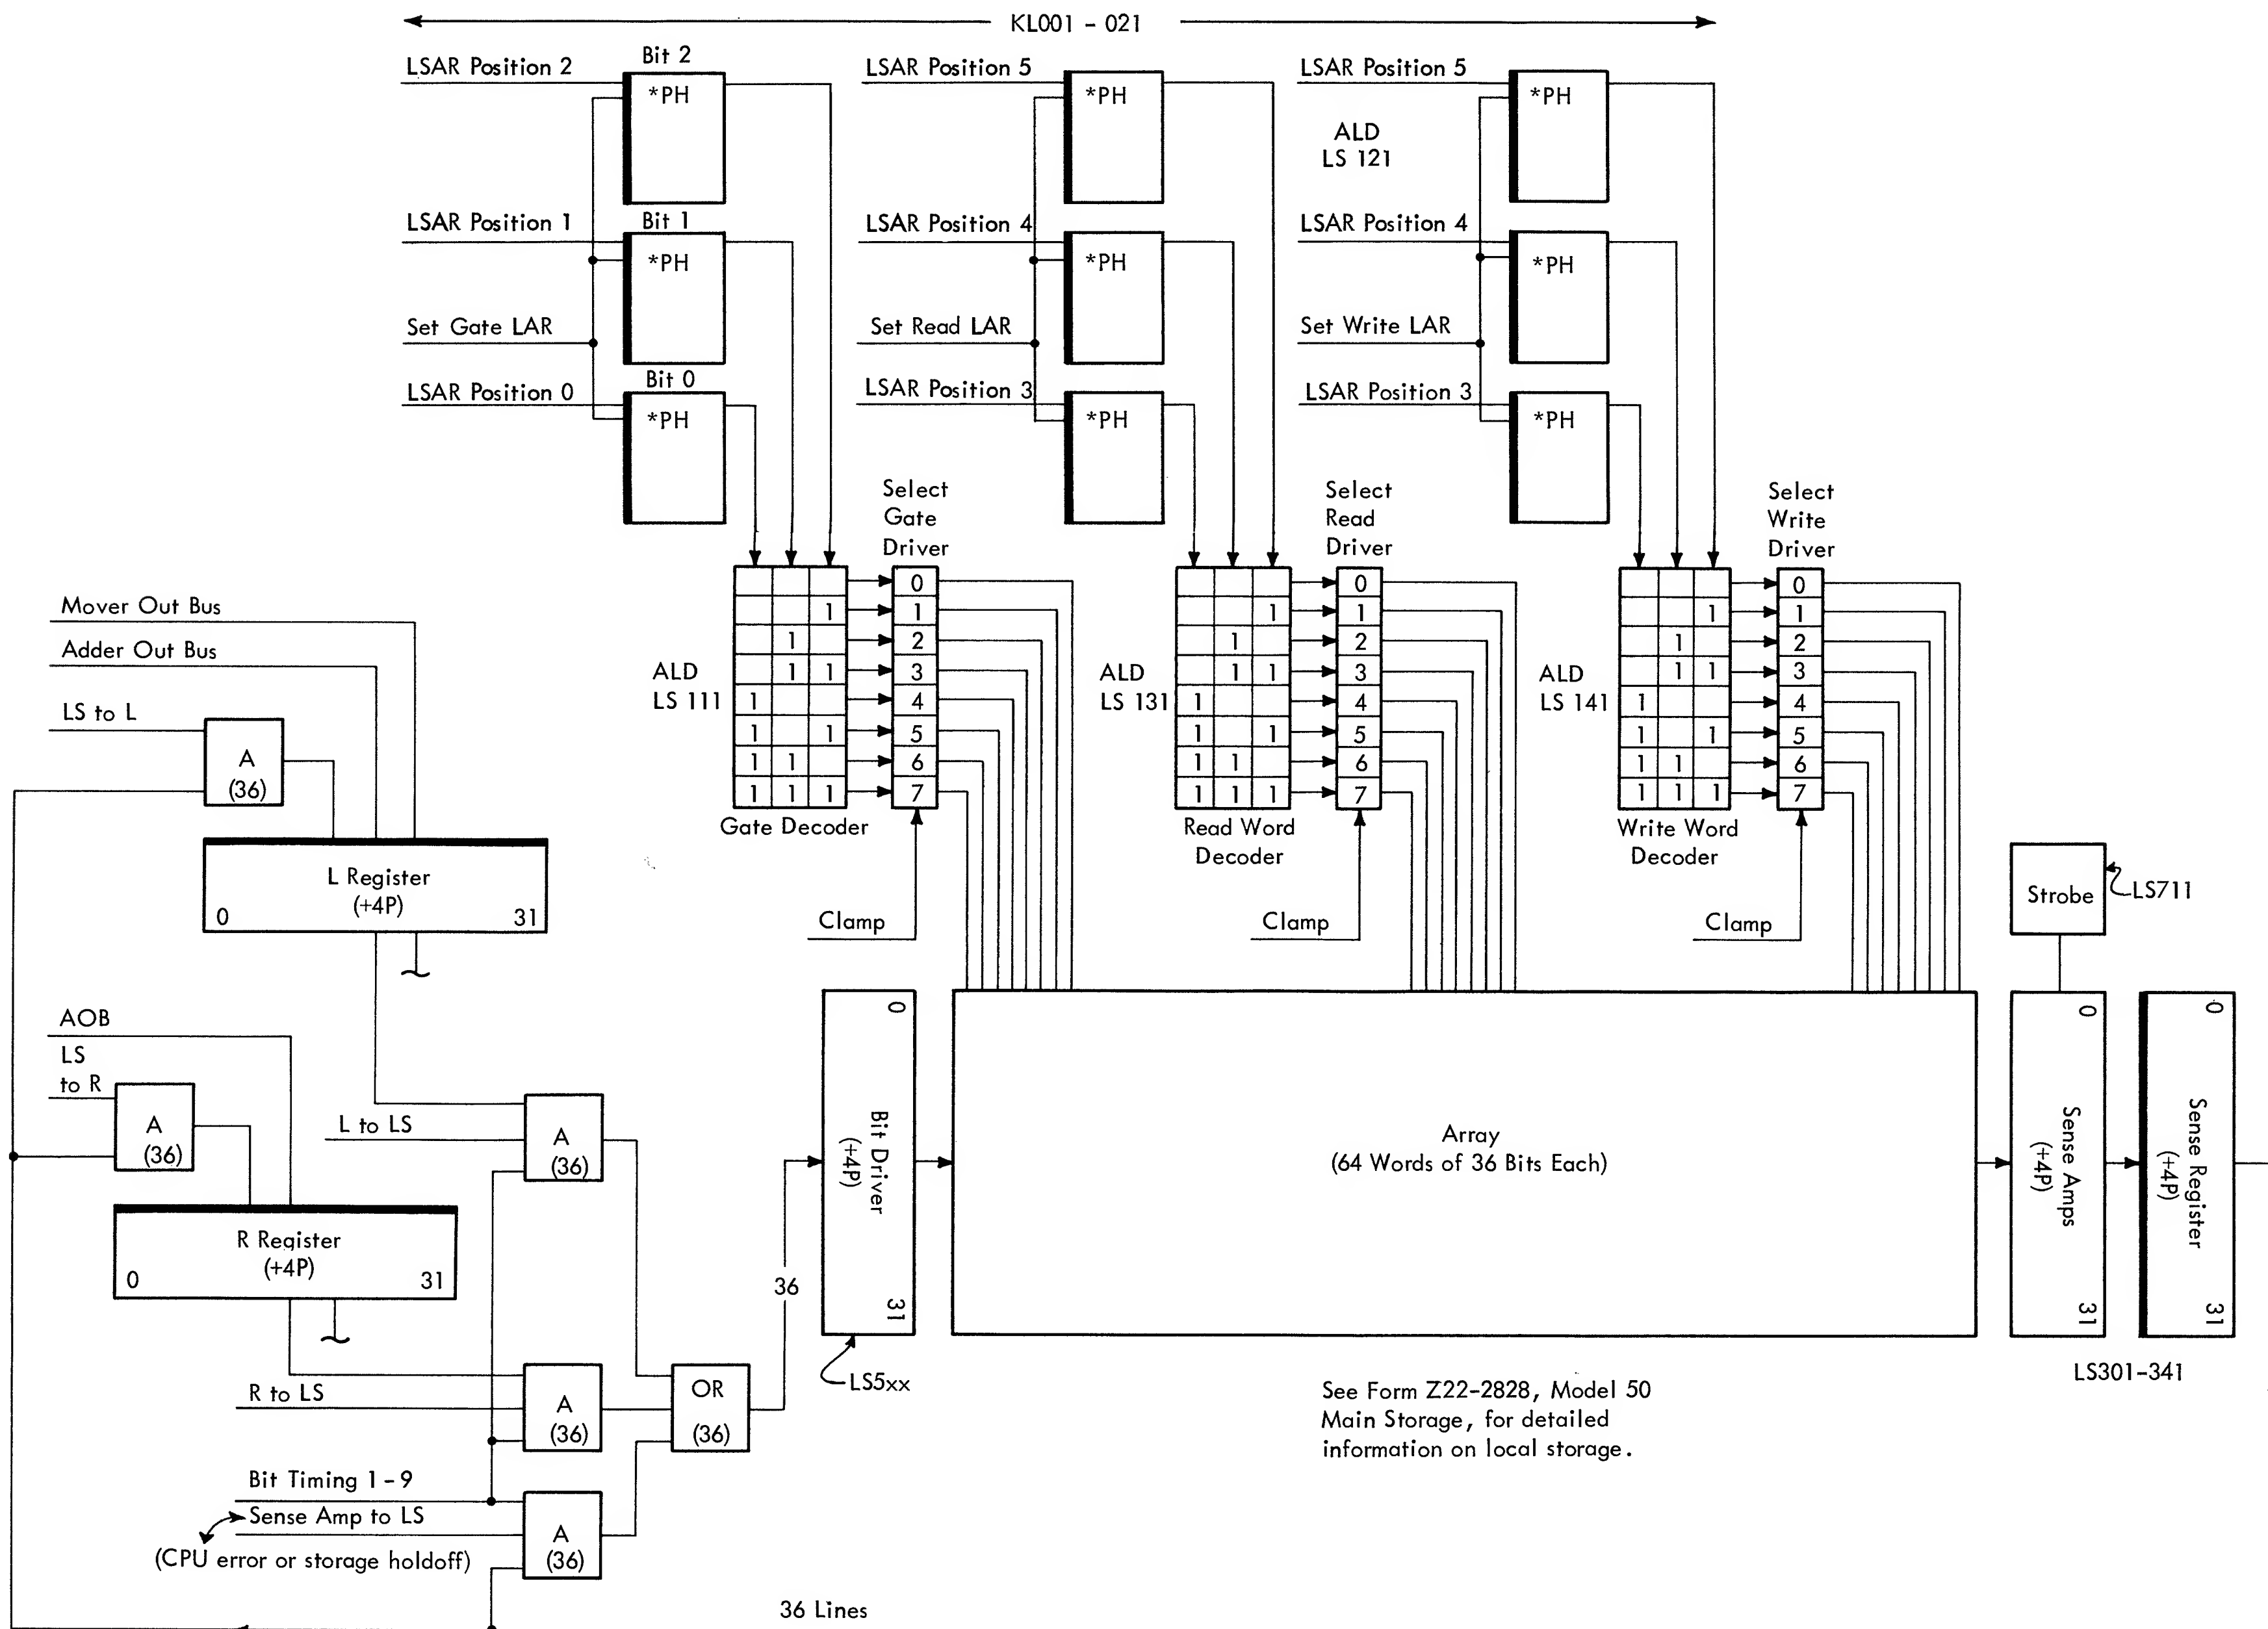 KL001 - 021
LSAR Position 2
Bit 2
*PH
LSAR Position 1
Bit 1
*PH
Set Gate LAR
LSAR Position 0
Bit 0
*PH
LSAR Position 5
*PH
LSAR Position 4
*PH
Set Read LAR
LSAR Position 3
*PH
LSAR Position 5
*PH
ALD
LS 121
LSAR Position 4
*PH
Set Write LAR
LSAR Position 3
*PH
Select
Gate
Driver
0
1 1
1 2
1 1 3
1 4
1 1 5
1 1 6
1 1 1 7
ALD
LS 111
Gate Decoder
Clamp
Select
Read
Driver
0
1 1
1 2
1 1 3
1 4
1 1 5
1 1 6
1 1 1 7
ALD
LS 131
Read Word
Decoder
Clamp
Select
Write
Driver
0
1 1
1 2
1 1 3
1 4
1 1 5
1 1 6
1 1 1 7
ALD
LS 141
Write Word
Decoder
Clamp
Mover Out Bus
Adder Out Bus
LS to L
A
(36)
L Register
(+4P)
0 31
AOB
LS
to R
A
(36)
R Register
(+4P)
0 31
L to LS
A
(36)
R to LS
A
(36)
OR
(36)
Bit Timing 1 - 9
Sense Amp to LS
(CPU error or storage holdoff)
A
(36)
36
0
Bit Driver
(+4P)
31
LS5xx
Array
(64 Words of 36 Bits Each)
Strobe
LS711
0
Sense Amps
(+4P)
31
0
Sense Register
(+4P)
31
LS301-341
See Form Z22-2828, Model 50
Main Storage, for detailed
information on local storage.
36 Lines